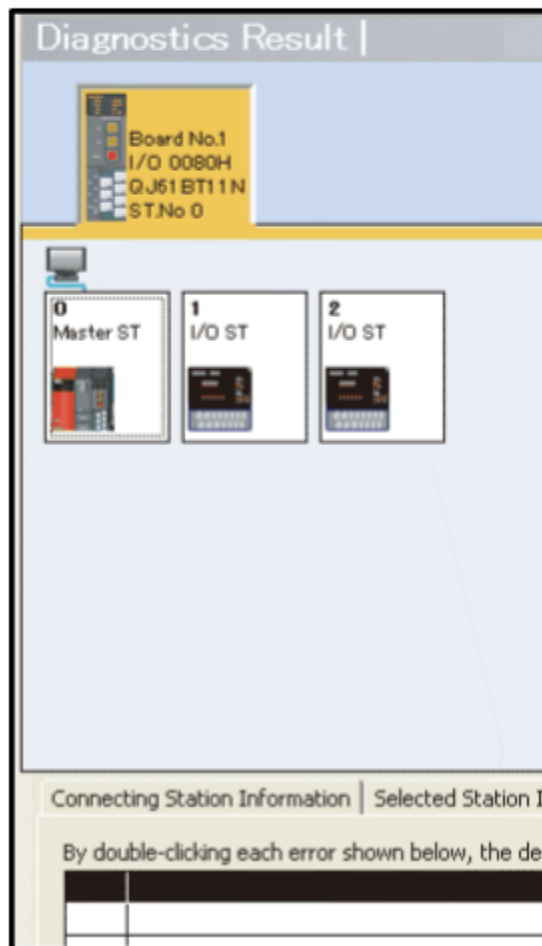 Diagnostics Result
Board No.1
I/O 0080H
QJ61BT11N
ST.No 0
0
Master ST
1
I/O ST
2
I/O ST
Connecting Station Information
Selected Station I
By double-clicking each error shown below, the de